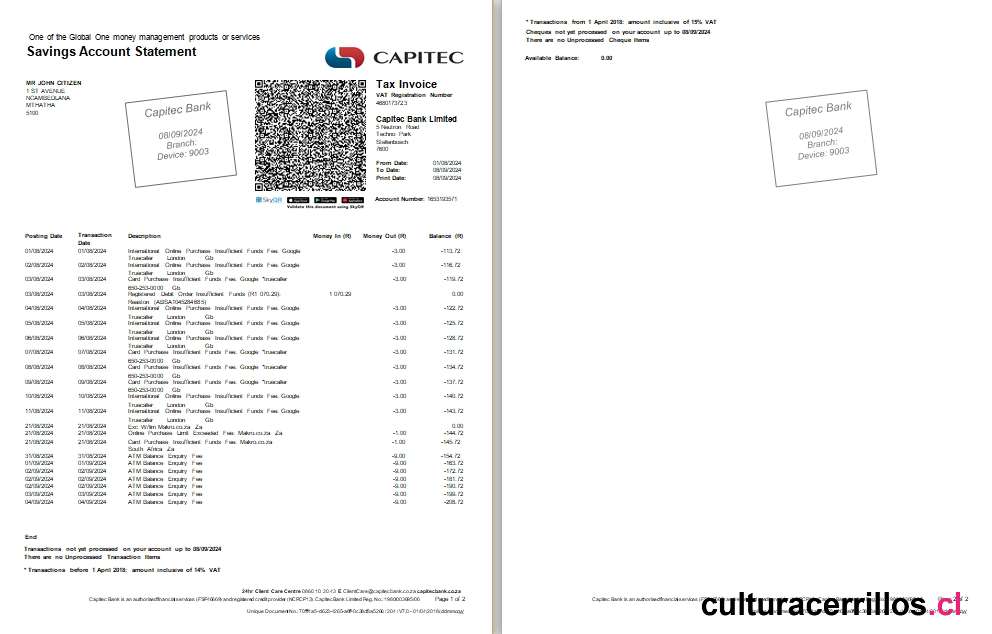 One of the Global One money management products or services
Savings Account Statement
CAPITEC
MR JOHN CITIZEN
1 ST AVENUE
NGAMBEDLANA
MTHATHA
5100
Capitec Bank
08/09/2024
Branch:
Device: 9003
SkyQR
Validate this document using SkyQR
Tax Invoice
VAT Registration Number
4680173723
Capitec Bank Limited
5 Neutron Road
Techno Park
Stellenbosch
7600
From Date: 01/08/2024
To Date: 08/09/2024
Print Date: 08/09/2024
Account Number: 1653193571
Posting Date Transaction Date Description Money In (R) Money Out (R) Balance (R)
01/08/2024 01/08/2024 International Online Purchase Insufficient Funds Fee: Google -3.00 -113.72
Truecaller London Gb
02/08/2024 02/08/2024 International Online Purchase Insufficient Funds Fee: Google -3.00 -116.72
Truecaller London Gb
03/08/2024 03/08/2024 Card Purchase Insufficient Funds Fee: Google *truecaller -3.00 -119.72
650-253-0000 Gb
03/08/2024 03/08/2024 Registered Debit Order Insufficient Funds (R1 070.29): 1 070.29 0.00
04/08/2024 04/08/2024 International Online Purchase Insufficient Funds Fee: Google -3.00 -122.72
Truecaller London Gb
05/08/2024 05/08/2024 International Online Purchase Insufficient Funds Fee: Google -3.00 -125.72
Truecaller London Gb
06/08/2024 06/08/2024 International Online Purchase Insufficient Funds Fee: Google -3.00 -128.72
Truecaller London Gb
07/08/2024 07/08/2024 Card Purchase Insufficient Funds Fee: Google *truecaller -3.00 -131.72
650-253-0000 Gb
08/08/2024 08/08/2024 Card Purchase Insufficient Funds Fee: Google *truecaller -3.00 -134.72
650-253-0000 Gb
09/08/2024 09/08/2024 Card Purchase Insufficient Funds Fee: Google *truecaller -3.00 -137.72
650-253-0000 Gb
10/08/2024 10/08/2024 International Online Purchase Insufficient Funds Fee: Google -3.00 -140.72
Truecaller London Gb
11/08/2024 11/08/2024 International Online Purchase Insufficient Funds Fee: Google -3.00 -143.72
Truecaller London Gb
21/08/2024 21/08/2024 Exc: W/lim Makro.co.za Za 0.00
21/08/2024 21/08/2024 Online Purchase Limit Exceeded Fee: Makro.co.za Za -1.00 -144.72
21/08/2024 21/08/2024 Card Purchase Insufficient Funds Fee: Makro.co.za -1.00 -145.72
South Africa Za
31/08/2024 31/08/2024 ATM Balance Enquiry Fee -9.00 -154.72
01/09/2024 01/09/2024 ATM Balance Enquiry Fee -9.00 -163.72
02/09/2024 02/09/2024 ATM Balance Enquiry Fee -9.00 -172.72
02/09/2024 02/09/2024 ATM Balance Enquiry Fee -9.00 -181.72
02/09/2024 02/09/2024 ATM Balance Enquiry Fee -9.00 -190.72
03/09/2024 03/09/2024 ATM Balance Enquiry Fee -9.00 -199.72
04/09/2024 04/09/2024 ATM Balance Enquiry Fee -9.00 -208.72
End
Transactions not yet processed on your account up to 08/09/2024
There are no Unprocessed Transaction Items
* Transactions before 1 April 2018: amount inclusive of 14% VAT
24hr Client Care Centre 0860 10 20 43 E ClientCare@capitecbank.co.za capitecbank.co.za
Capitec Bank is an authorised financial services (FSP46669) and registered credit provider (NCRCP13). Capitec Bank Limited Reg. No.: 1980/003695/06 Page 1 of 2
Unique Document No.:
* Transactions from 1 April 2018: amount inclusive of 15% VAT
Cheques not yet processed on your account up to 08/09/2024
There are no Unprocessed Cheque Items
Available Balance: 0.00
Capitec Bank
08/09/2024
Branch:
Device: 9003
Capitec Bank is an authorised financial services
culturacerrillos.cl